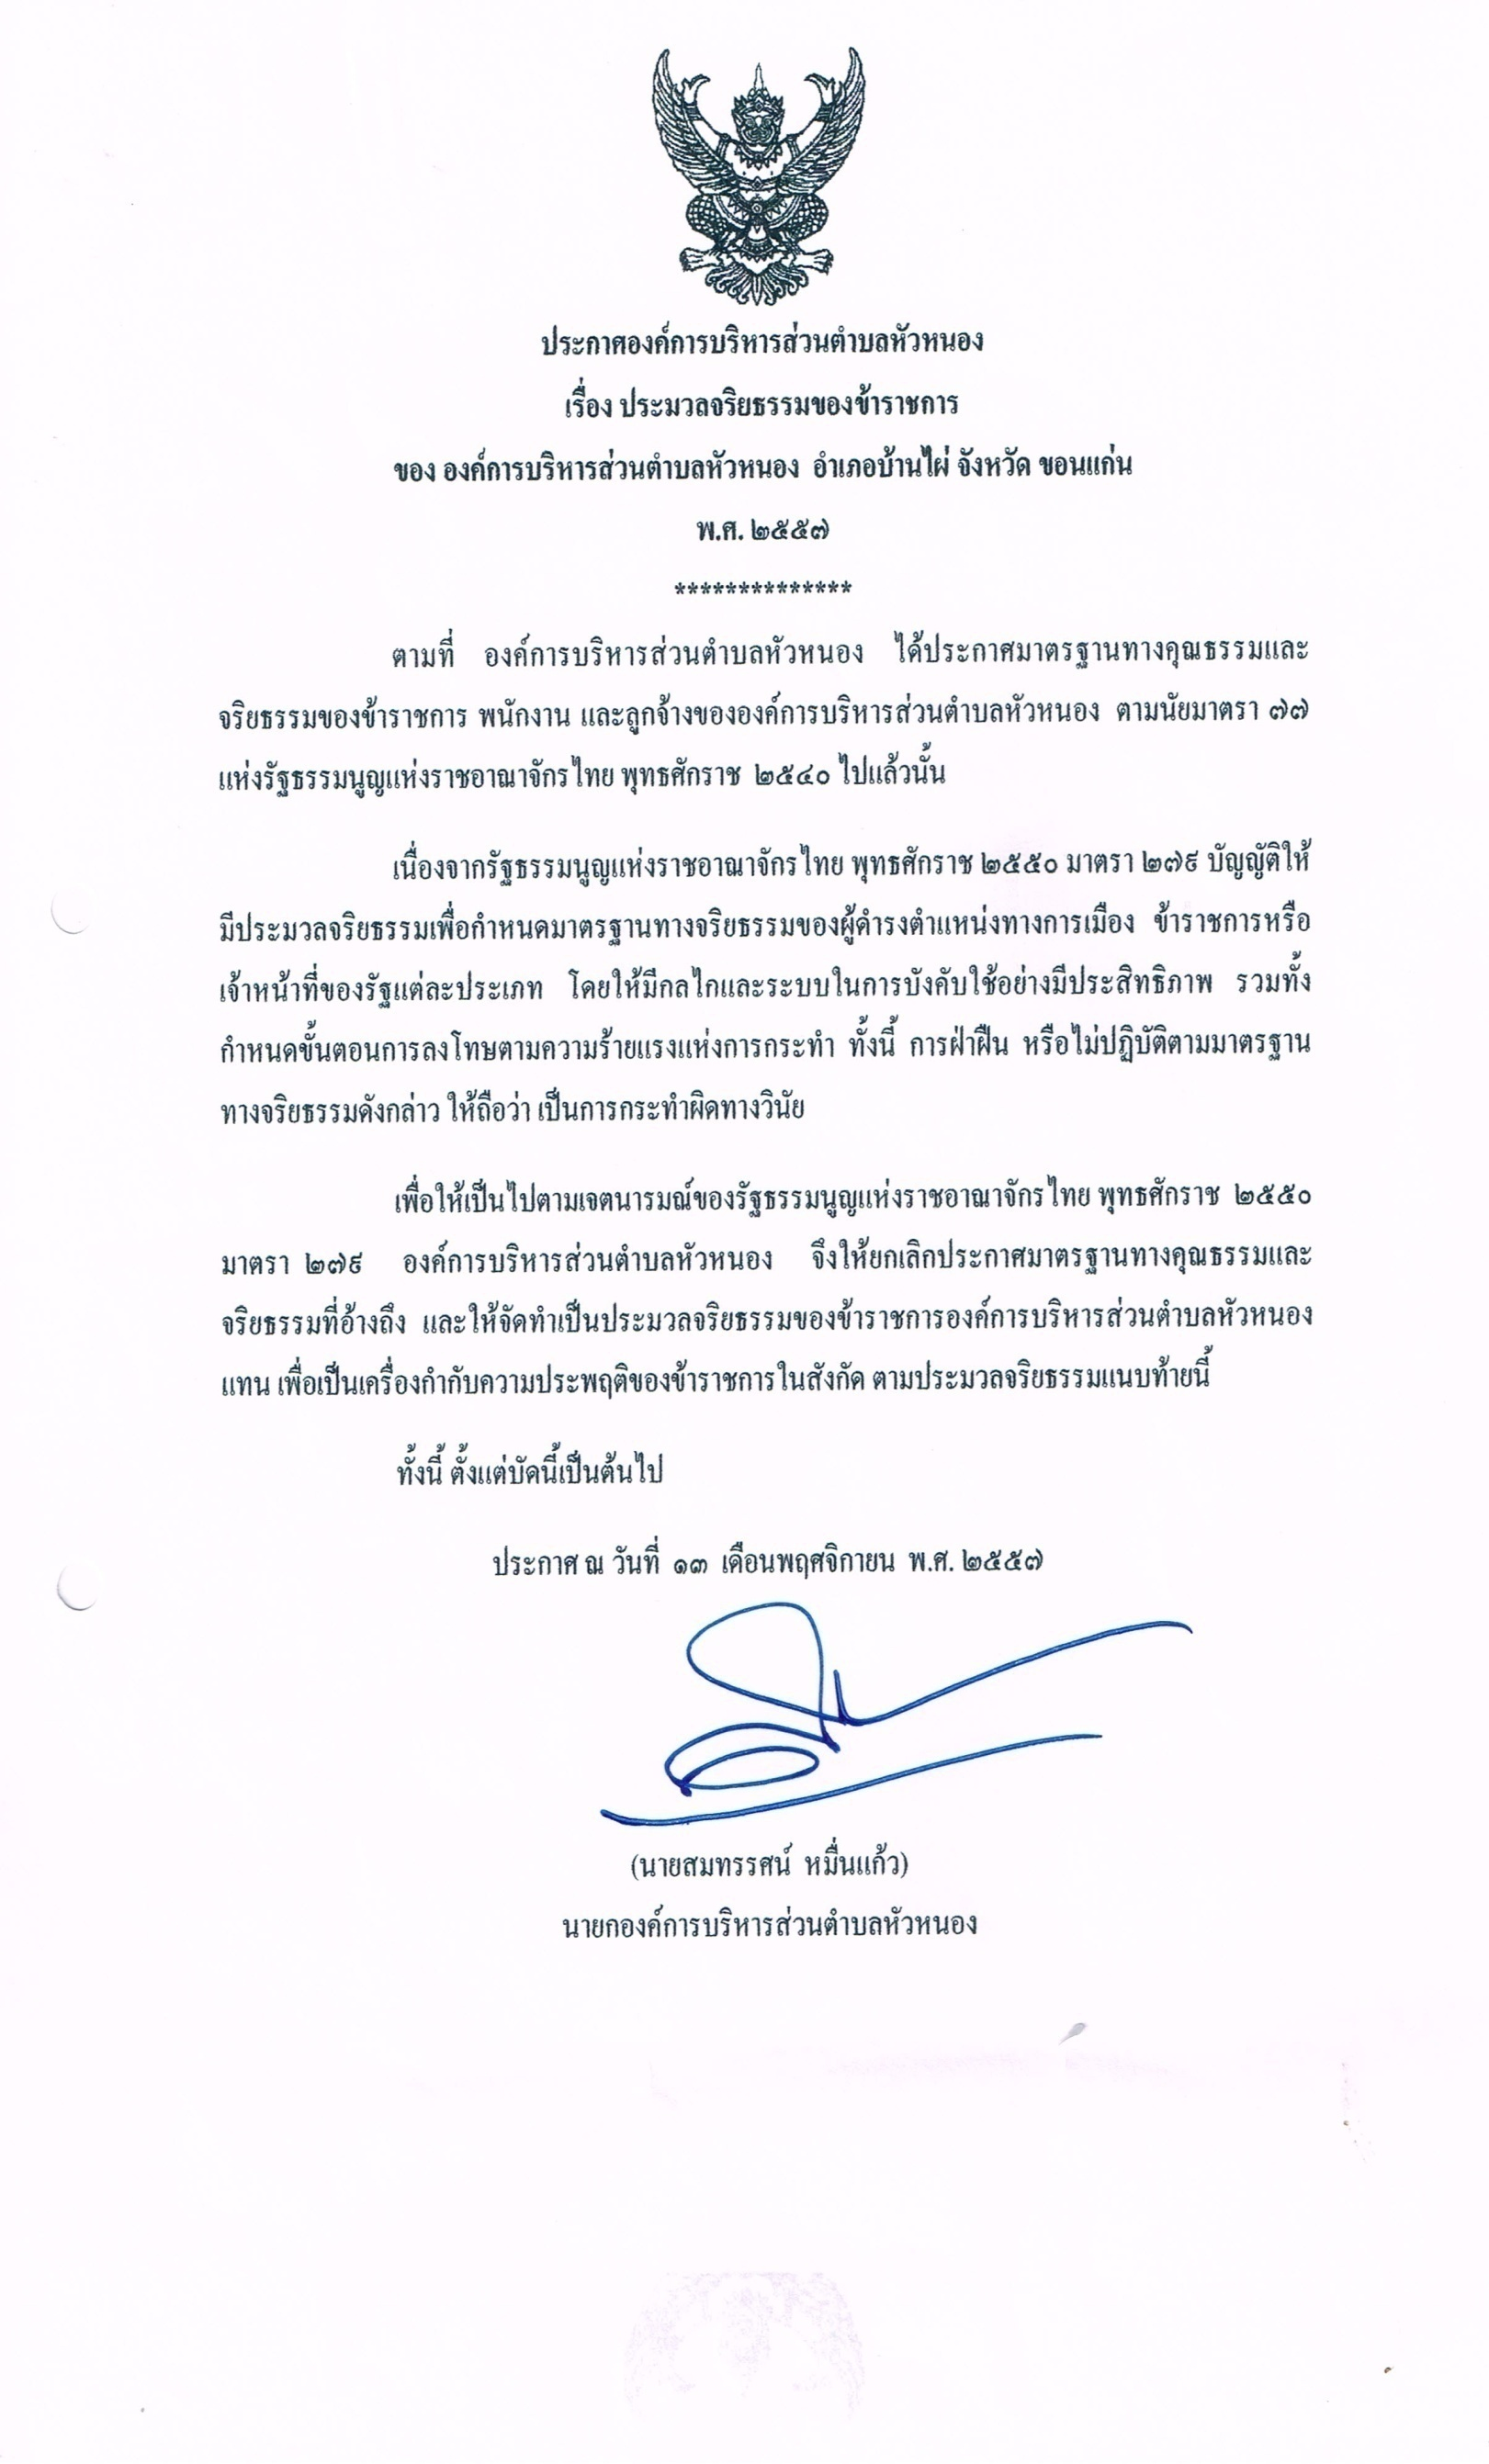 ประกาศองค์การบริหารส่วนตำบลหัวหนอง
เรื่อง ประมวลจริยธรรมของข้าราชการ
ของ องค์การบริหารส่วนตำบลหัวหนอง อำเภอบ้านไผ่ จังหวัด ขอนแก่น
พ.ศ. ๒๕๕๗
**************
ตามที่ องค์การบริหารส่วนตำบลหัวหนอง ได้ประกาศมาตรฐานทางคุณธรรมและ
จริยธรรมของข้าราชการ พนักงาน และลูกจ้างขององค์การบริหารส่วนตำบลหัวหนอง ตามนัยมาตรา ๗๗
แห่งรัฐธรรมนูญแห่งราชอาณาจักรไทย พุทธศักราช ๒๕๔๐ ไปแล้วนั้น
เนื่องจากรัฐธรรมนูญแห่งราชอาณาจักรไทย พุทธศักราช ๒๕๕๐ มาตรา ๒๗๙ บัญญัติให้
มีประมวลจริยธรรมเพื่อกำหนดมาตรฐานทางจริยธรรมของผู้ดำรงตำแหน่งทางการเมือง ข้าราชการหรือ
เจ้าหน้าที่ของรัฐแต่ละประเภท โดยให้มีกลไกและระบบในการบังคับใช้อย่างมีประสิทธิภาพ รวมทั้ง
กำหนดขั้นตอนการลงโทษตามความร้ายแรงแห่งการกระทำ ทั้งนี้ การฝ่าฝืน หรือไม่ปฏิบัติตามมาตรฐาน
ทางจริยธรรมดังกล่าว ให้ถือว่า เป็นการกระทำผิดทางวินัย
เพื่อให้เป็นไปตามเจตนารมณ์ของรัฐธรรมนูญแห่งราชอาณาจักรไทย พุทธศักราช ๒๕๕๐
มาตรา ๒๗๙ องค์การบริหารส่วนตำบลหัวหนอง จึงให้ยกเลิกประกาศมาตรฐานทางคุณธรรมและ
จริยธรรมที่อ้างถึง และให้จัดทำเป็นประมวลจริยธรรมของข้าราชการองค์การบริหารส่วนตำบลหัวหนอง
แทน เพื่อเป็นเครื่องกำกับความประพฤติของข้าราชการในสังกัด ตามประมวลจริยธรรมแนบท้ายนี้
ทั้งนี้ ตั้งแต่บัดนี้เป็นต้นไป
ประกาศ ณ วันที่ ๑๓ เดือนพฤศจิกายน พ.ศ. ๒๕๕๗
(นายสมทรรศน์ หมื่นแก้ว)
นายกองค์การบริหารส่วนตำบลหัวหนอง